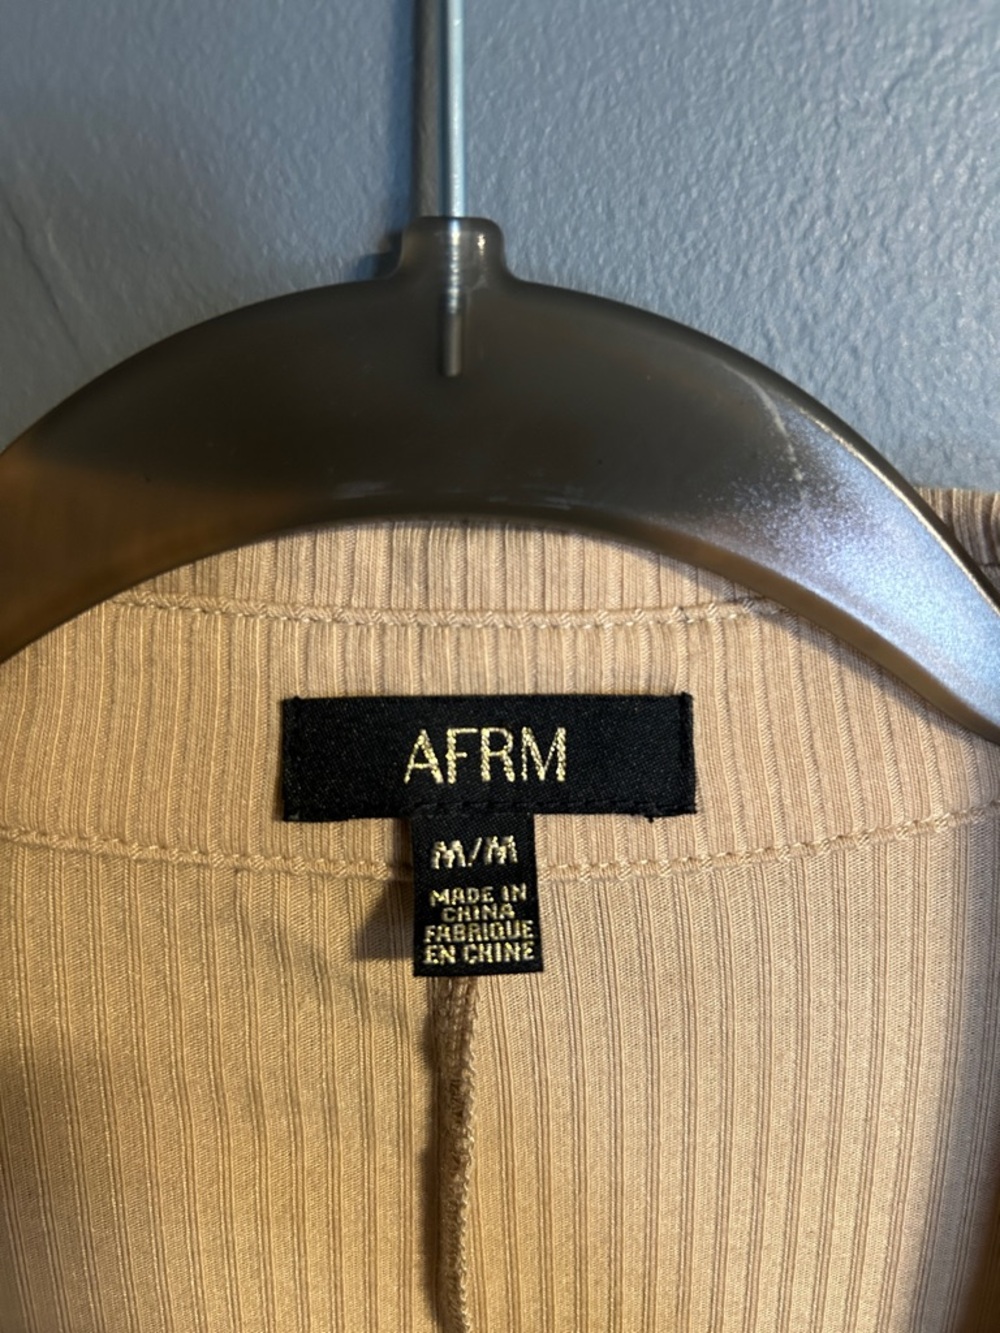 AFRM
M/M
MADE IN
CHINA
FABRIQUE
EN CHINE